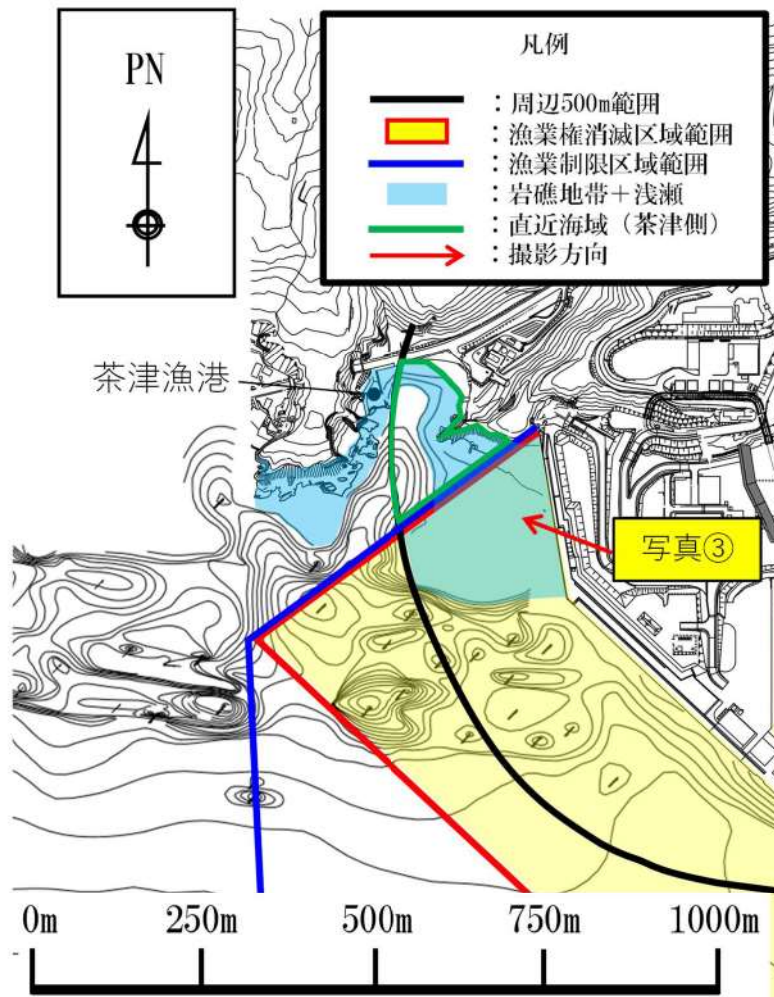 PN
凡例
：周辺500m範囲
：漁業権消滅区域範囲
：漁業制限区域範囲
：岩礁地帯＋浅瀬
：直近海域（茶津側）
：撮影方向
茶津漁港
写真③
0m 250m 500m 750m 1000m